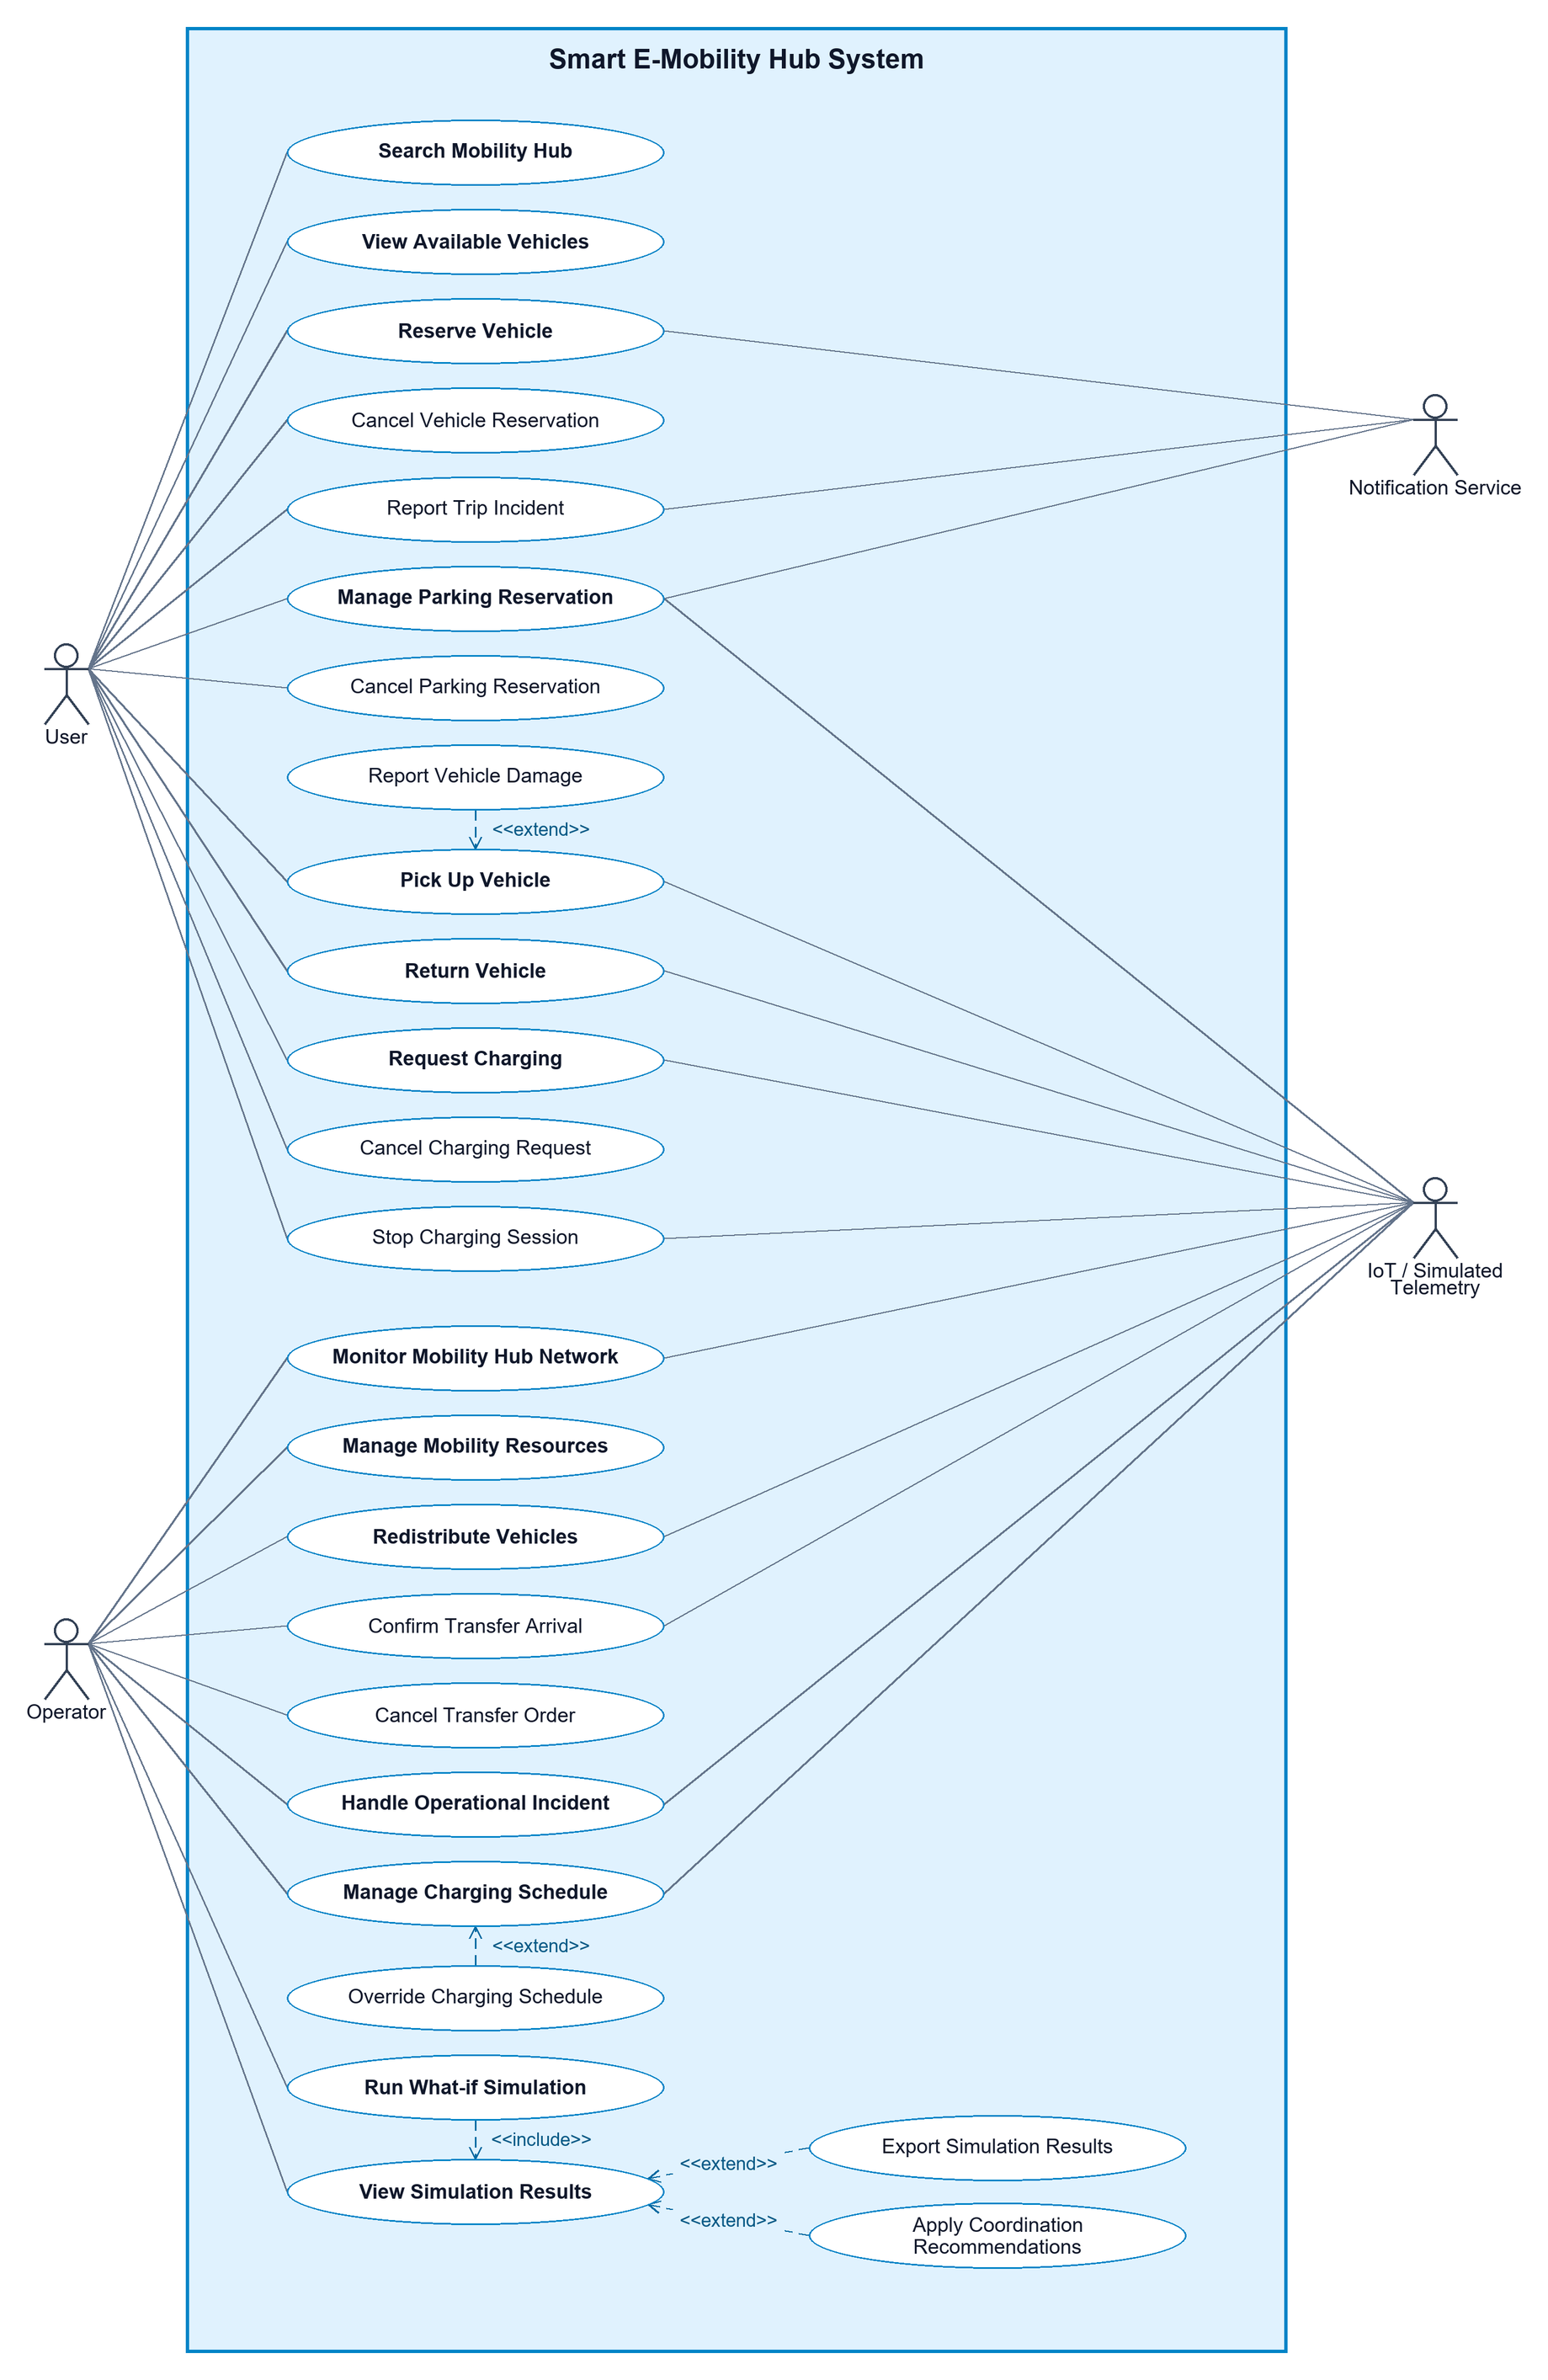 Smart E-Mobility Hub System
Search Mobility Hub
View Available Vehicles
Reserve Vehicle
Cancel Vehicle Reservation
Notification Service
Report Trip Incident
Manage Parking Reservation
Cancel Parking Reservation
User
Report Vehicle Damage
<<extend>>
Pick Up Vehicle
Return Vehicle
Request Charging
Cancel Charging Request
Stop Charging Session
IoT / Simulated
Telemetry
Monitor Mobility Hub Network
Manage Mobility Resources
Redistribute Vehicles
Confirm Transfer Arrival
Operator
Cancel Transfer Order
Handle Operational Incident
Manage Charging Schedule
<<extend>>
Override Charging Schedule
Run What-if Simulation
<<include>>
Export Simulation Results
<<extend>>
View Simulation Results
<<extend>>
Apply Coordination
Recommendations